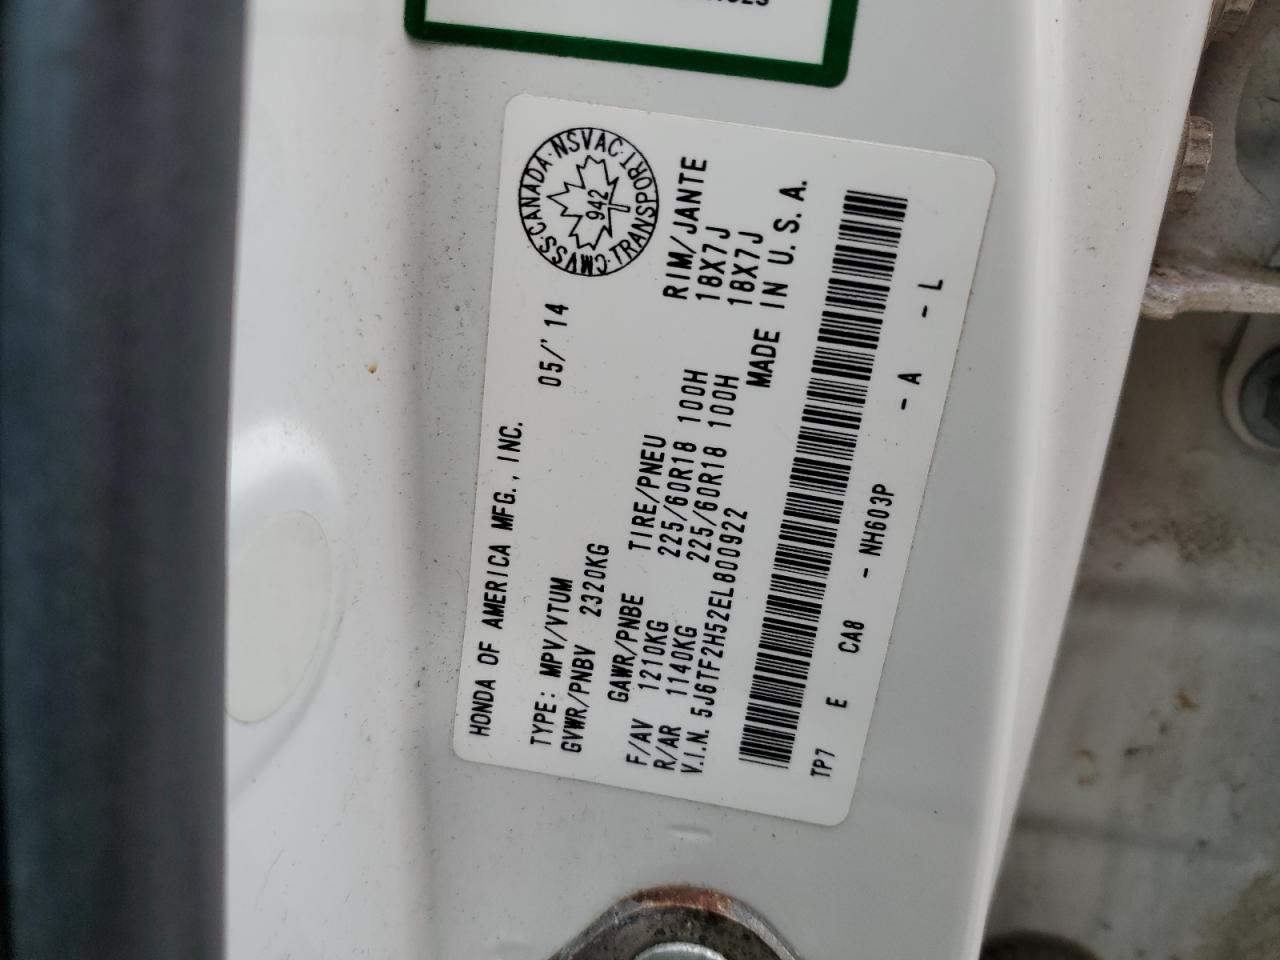 HONDA OF AMERICA MFG., INC.
05/'14
CMVSS·CANADA·NSVAC·TRANSPORT·
942
TYPE: MPV/VTUM
GVWR/PNBV 2320KG
GAWR/PNBE TIRE/PNEU RIM/JANTE
F/AV 1210KG 225/60R18 100H 18X7J
R/AR 1140KG 225/60R18 100H 18X7J
V.I.N. 5J6TF2H52EL800922 MADE IN U.S.A.
TP7 E CA8 - NH603P - A - L